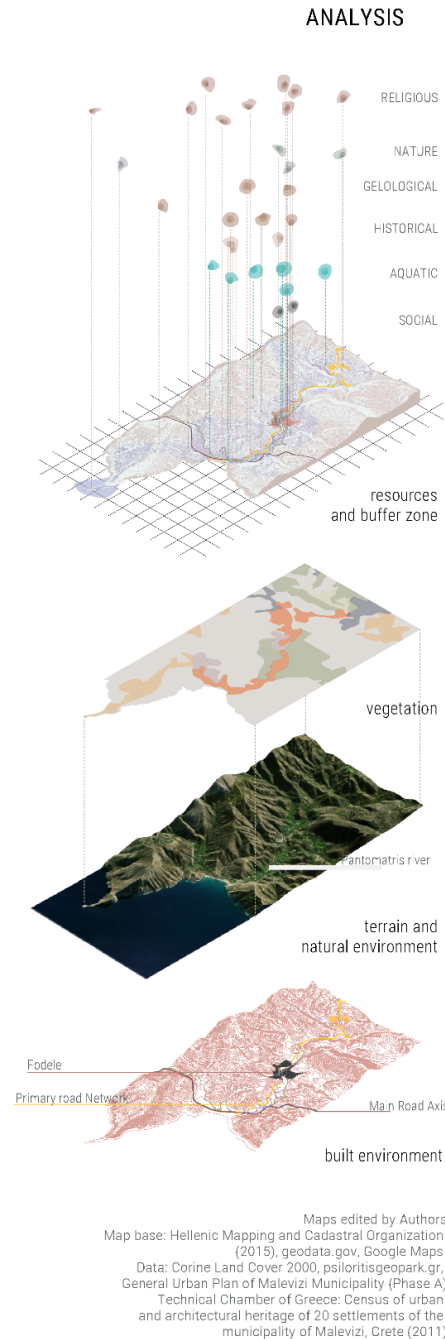 ANALYSIS
RELIGIOUS
NATURE
GELOLOGICAL
HISTORICAL
AQUATIC
SOCIAL
resources
and buffer zone
vegetation
Pantomatris river
terrain and
natural environment
Fodele
Primary road Network
Main Road Axis
built environment
Maps edited by Authors
Map base: Hellenic Mapping and Cadastral Organization
(2015), geodata.gov, Google Maps
Data: Corine Land Cover 2000, psiloritisgeopark.gr,
General Urban Plan of Malevizi Municipality (Phase A)
Technical Chamber of Greece: Census of urban
and architectural heritage of 20 settlements of the
municipality of Malevizi, Crete (2011)